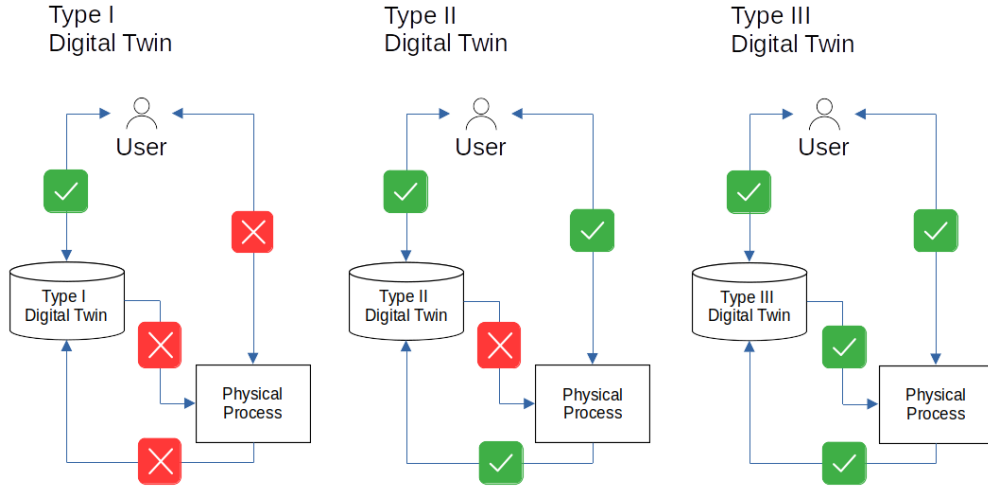 Type I
Digital Twin
User
Type I
Digital Twin
Physical
Process
Type II
Digital Twin
User
Type II
Digital Twin
Physical
Process
Type III
Digital Twin
User
Type III
Digital Twin
Physical
Process